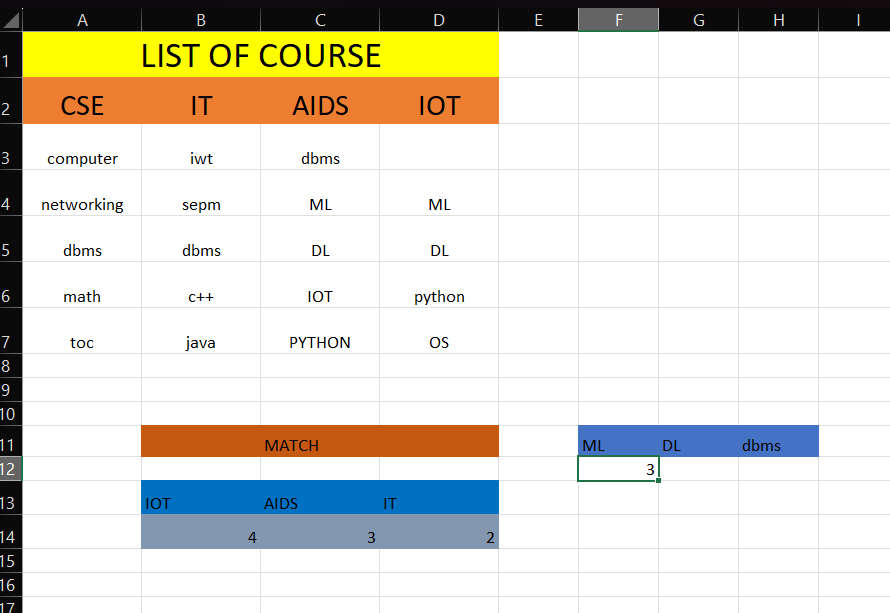 A B C D E F G H I
1 LIST OF COURSE
2 CSE IT AIDS IOT
3 computer iwt dbms
4 networking sepm ML ML
5 dbms dbms DL DL
6 math c++ IOT python
7 toc java PYTHON OS
8
9
10
11 MATCH ML DL dbms
12 3
13 IOT AIDS IT
14 4 3 2
15
16
17